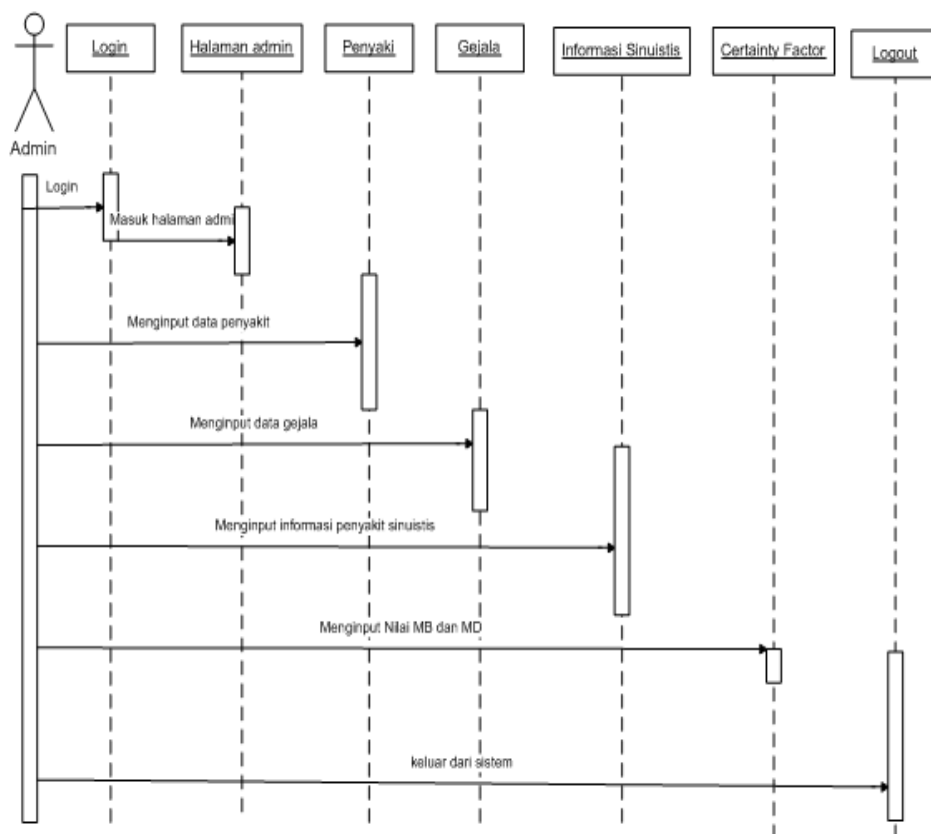 Login
Halaman admin
Penyaki
Gejala
Informasi Sinuistis
Certainty Factor
Logout
Admin
Login
Masuk halaman admi
Menginput data penyakit
Menginput data gejala
Menginput informasi penyakit sinuistis
Menginput Nilai MB dan MD
keluar dari sistem